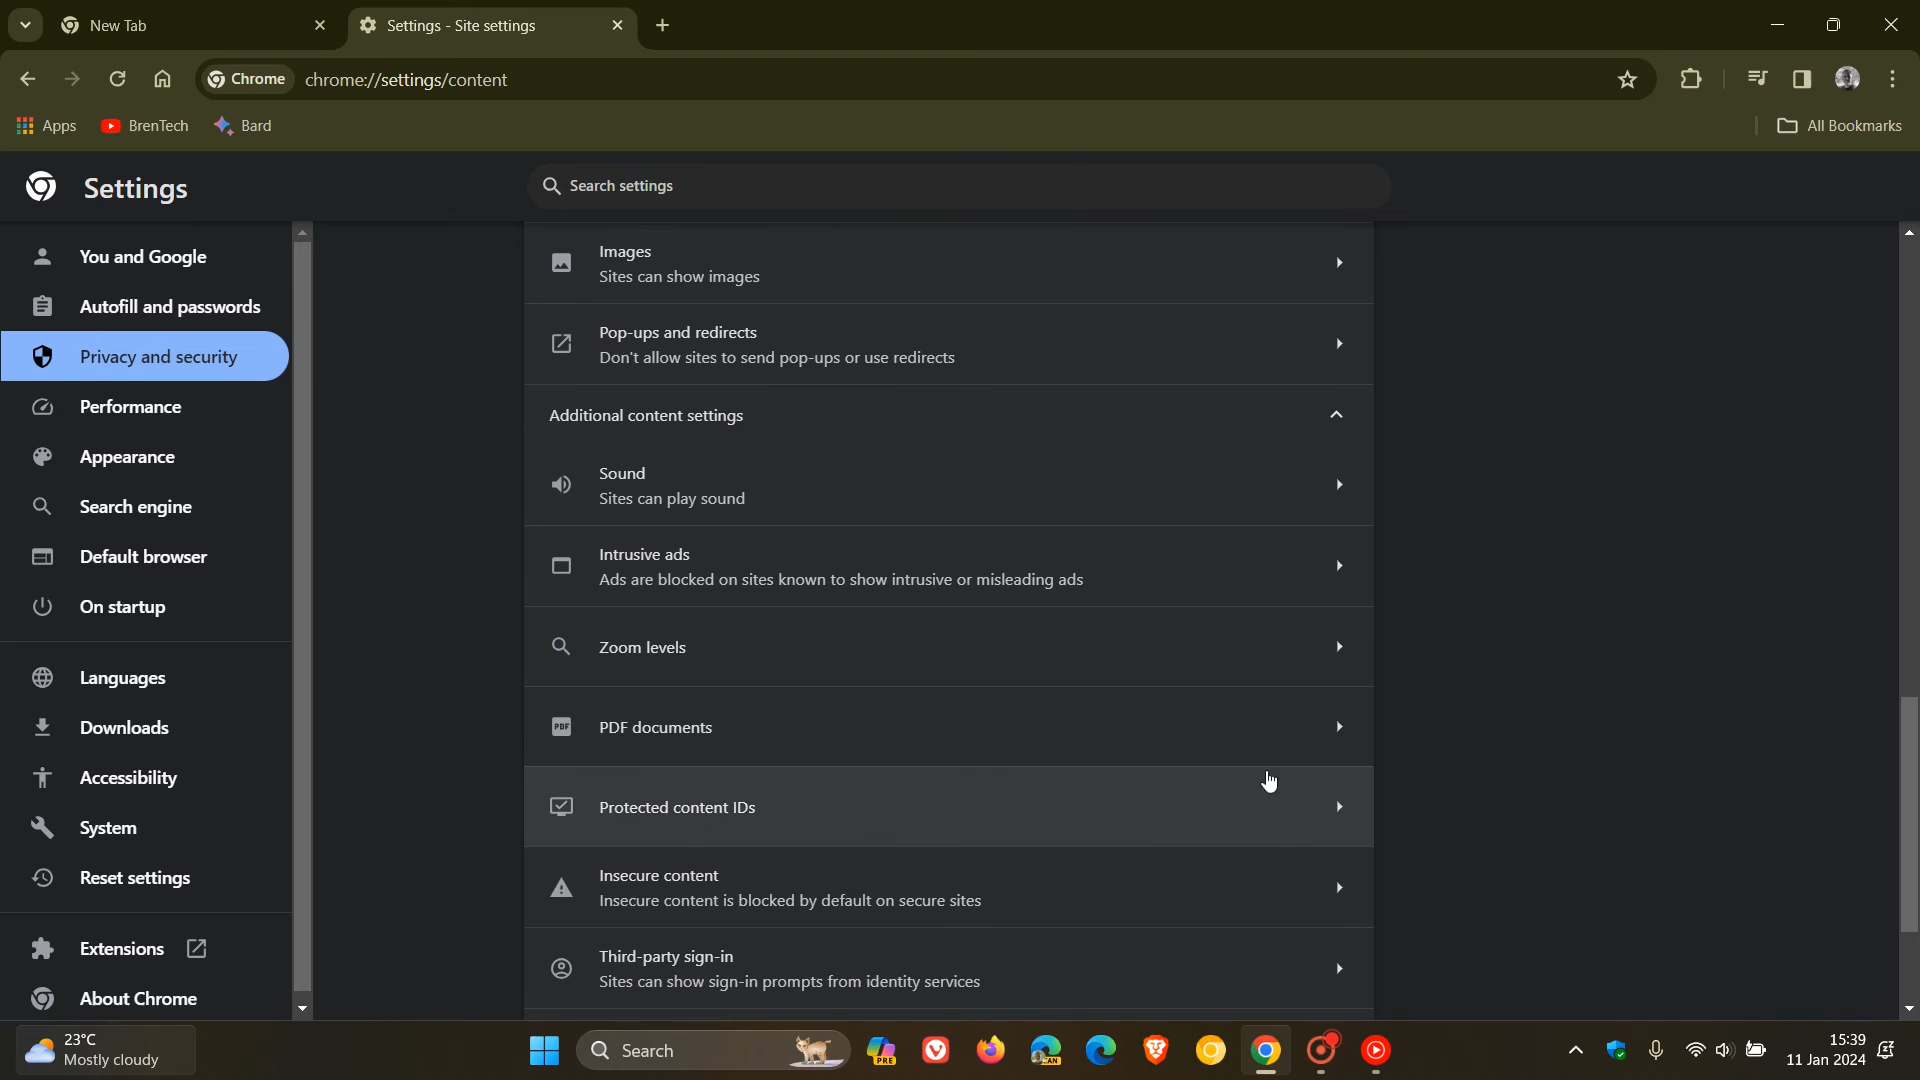 New Tab
Settings - Site settings
Chrome
chrome://settings/content
Apps
BrenTech
Bard
All Bookmarks
Settings
Search settings
You and Google
Autofill and passwords
Privacy and security
Performance
Appearance
Search engine
Default browser
On startup
Languages
Downloads
Accessibility
System
Reset settings
Extensions
About Chrome
Images
Sites can show images
Pop-ups and redirects
Don't allow sites to send pop-ups or use redirects
Additional content settings
Sound
Sites can play sound
Intrusive ads
Ads are blocked on sites known to show intrusive or misleading ads
Zoom levels
PDF
PDF documents
Protected content IDs
Insecure content
Insecure content is blocked by default on secure sites
Third-party sign-in
Sites can show sign-in prompts from identity services
23°C
Mostly cloudy
Search
PRE
CAN
15:39
11 Jan 2024